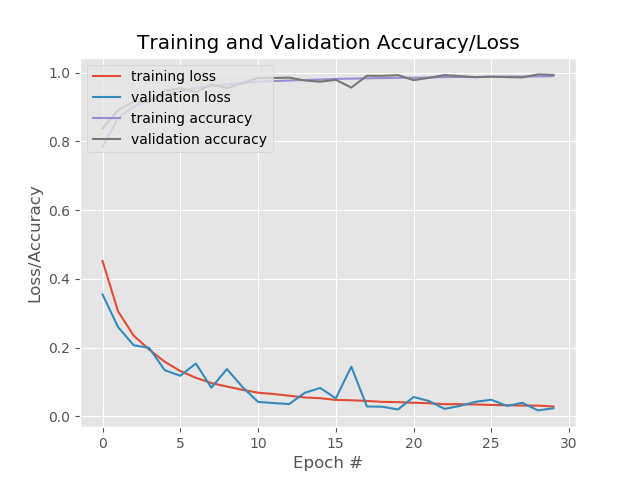 Training and Validation Accuracy/Loss
training loss
validation loss
training accuracy
validation accuracy
1.0
0.8
0.6
0.4
0.2
0.0
Loss/Accuracy
0 5 10 15 20 25 30
Epoch #